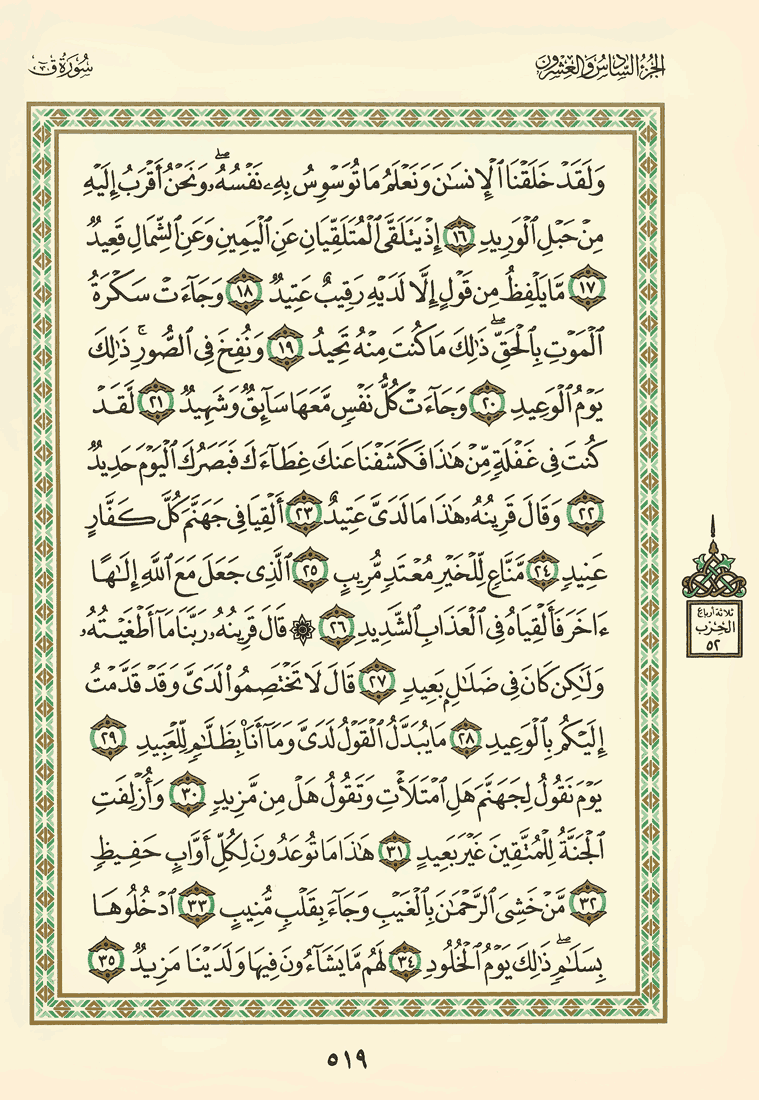 الجزء السادس والعشرون
سورة ق
وَلَقَدْ خَلَقْنَا ٱلْإِنسَٰنَ وَنَعْلَمُ مَا تُوَسْوِسُ بِهِۦ نَفْسُهُۥۖ وَنَحْنُ أَقْرَبُ إِلَيْهِ
مِنْ حَبْلِ ٱلْوَرِيدِ ١٦ إِذْ يَتَلَقَّى ٱلْمُتَلَقِّيَانِ عَنِ ٱلْيَمِينِ وَعَنِ ٱلشِّمَالِ قَعِيدٌ
١٧ مَّا يَلْفِظُ مِن قَوْلٍ إِلَّا لَدَيْهِ رَقِيبٌ عَتِيدٌ ١٨ وَجَآءَتْ سَكْرَةُ
ٱلْمَوْتِ بِٱلْحَقِّۖ ذَٰلِكَ مَا كُنتَ مِنْهُ تَحِيدُ ١٩ وَنُفِخَ فِى ٱلصُّورِۚ ذَٰلِكَ
يَوْمُ ٱلْوَعِيدِ ٢٠ وَجَآءَتْ كُلُّ نَفْسٍ مَّعَهَا سَآئِقٌ وَشَهِيدٌ ٢١ لَّقَدْ
كُنتَ فِى غَفْلَةٍ مِّنْ هَٰذَا فَكَشَفْنَا عَنكَ غِطَآءَكَ فَبَصَرُكَ ٱلْيَوْمَ حَدِيدٌ
٢٢ وَقَالَ قَرِينُهُۥ هَٰذَا مَا لَدَىَّ عَتِيدٌ ٢٣ أَلْقِيَا فِى جَهَنَّمَ كُلَّ كَفَّارٍ
عَنِيدٍ ٢٤ مَّنَّاعٍ لِّلْخَيْرِ مُعْتَدٍ مُّرِيبٍ ٢٥ ٱلَّذِى جَعَلَ مَعَ ٱللَّهِ إِلَٰهًا
ءَاخَرَ فَأَلْقِيَاهُ فِى ٱلْعَذَابِ ٱلشَّدِيدِ ٢٦ ۞ قَالَ قَرِينُهُۥ رَبَّنَا مَآ أَطْغَيْتُهُۥ
وَلَٰكِن كَانَ فِى ضَلَٰلٍۭ بَعِيدٍ ٢٧ قَالَ لَا تَخْتَصِمُوا۟ لَدَىَّ وَقَدْ قَدَّمْتُ
إِلَيْكُم بِٱلْوَعِيدِ ٢٨ مَا يُبَدَّلُ ٱلْقَوْلُ لَدَىَّ وَمَآ أَنَا۠ بِظَلَّٰمٍ لِّلْعَبِيدِ ٢٩
يَوْمَ نَقُولُ لِجَهَنَّمَ هَلِ ٱمْتَلَأْتِ وَتَقُولُ هَلْ مِن مَّزِيدٍ ٣٠ وَأُزْلِفَتِ
ٱلْجَنَّةُ لِلْمُتَّقِينَ غَيْرَ بَعِيدٍ ٣١ هَٰذَا مَا تُوعَدُونَ لِكُلِّ أَوَّابٍ حَفِيظٍ
٣٢ مَّنْ خَشِىَ ٱلرَّحْمَٰنَ بِٱلْغَيْبِ وَجَآءَ بِقَلْبٍ مُّنِيبٍ ٣٣ ٱدْخُلُوهَا
بِسَلَٰمٍۖ ذَٰلِكَ يَوْمُ ٱلْخُلُودِ ٣٤ لَهُم مَّا يَشَآءُونَ فِيهَا وَلَدَيْنَا مَزِيدٌ ٣٥
ثلاثة أرباع
الحزب
٥٢
٥١٩